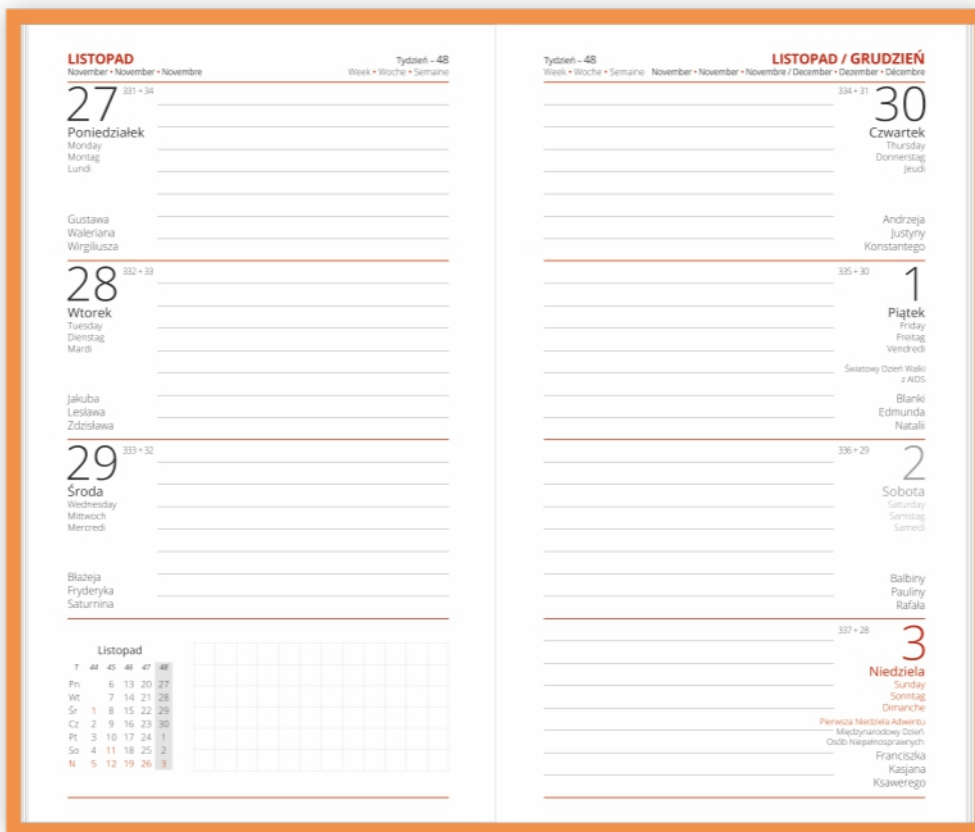 LISTOPAD
November • November • Novembre
Tydzień – 48
Week • Woche • Semaine
27 331 + 34
Poniedziałek
Monday
Montag
Lundi
Gustawa
Waleriana
Wirgiliusza
28 332 + 33
Wtorek
Tuesday
Dienstag
Mardi
Jakuba
Lesława
Zdzisława
29 333 + 32
Środa
Wednesday
Mittwoch
Mercredi
Błażeja
Fryderyka
Saturnina
Listopad
T 44 45 46 47 48
Pn 6 13 20 27
Wt 7 14 21 28
Śr 1 8 15 22 29
Cz 2 9 16 23 30
Pt 3 10 17 24 1
So 4 11 18 25 2
N 5 12 19 26 3
Tydzień – 48
Week • Woche • Semaine
LISTOPAD / GRUDZIEŃ
November • November • Novembre / December • Dezember • Décembre
334 + 31 30
Czwartek
Thursday
Donnerstag
Jeudi
Andrzeja
Justyny
Konstantego
335 + 30 1
Piątek
Friday
Freitag
Vendredi
Światowy Dzień Walki
z AIDS
Blanki
Edmunda
Natalii
336 + 29 2
Sobota
Saturday
Samstag
Samedi
Balbiny
Pauliny
Rafała
337 + 28 3
Niedziela
Sunday
Sonntag
Dimanche
Pierwsza Niedziela Adwentu
Międzynarodowy Dzień
Osób Niepełnosprawnych
Franciszka
Kasjana
Ksawerego